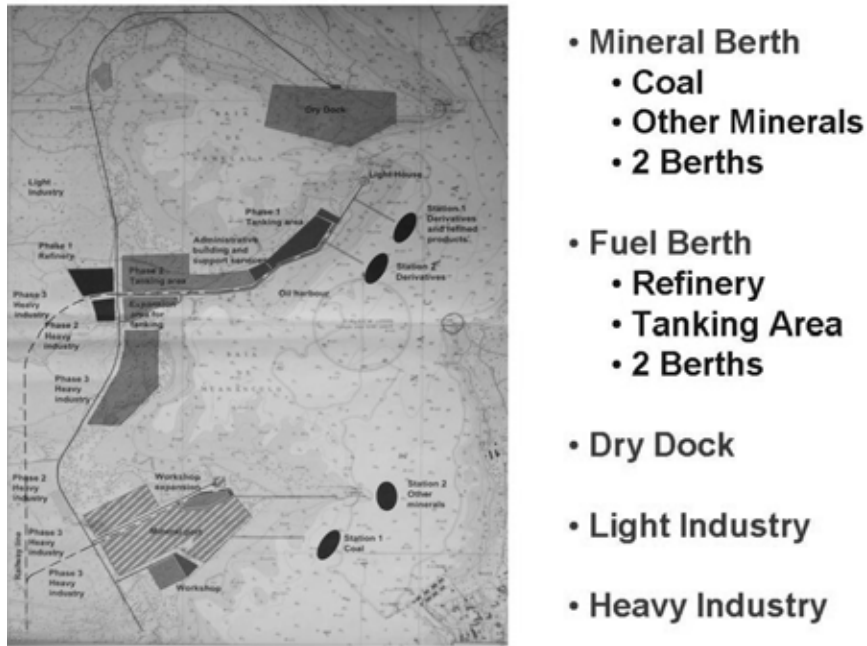 Dry Dock
Light House
Light
Industry
Phase 1
Tanking area
Station 1
Derivatives
and refined
products
Administrative
building and
support services
Phase 1
Refinery
Phase 2
Tanking area
Station 2
Derivatives
Oil harbour
Phase 3
Heavy
industry
Expansion
area for
tanking
Phase 2
Heavy
industry
Phase 3
Heavy
industry
Workshop
expansion
Phase 2
Heavy
industry
Station 2
Other
minerals
Mineral port
Phase 3
Heavy
industry
Station 1
Coal
Railway line
Phase 3
Heavy
industry
Workshop
• Mineral Berth
• Coal
• Other Minerals
• 2 Berths
• Fuel Berth
• Refinery
• Tanking Area
• 2 Berths
• Dry Dock
• Light Industry
• Heavy Industry